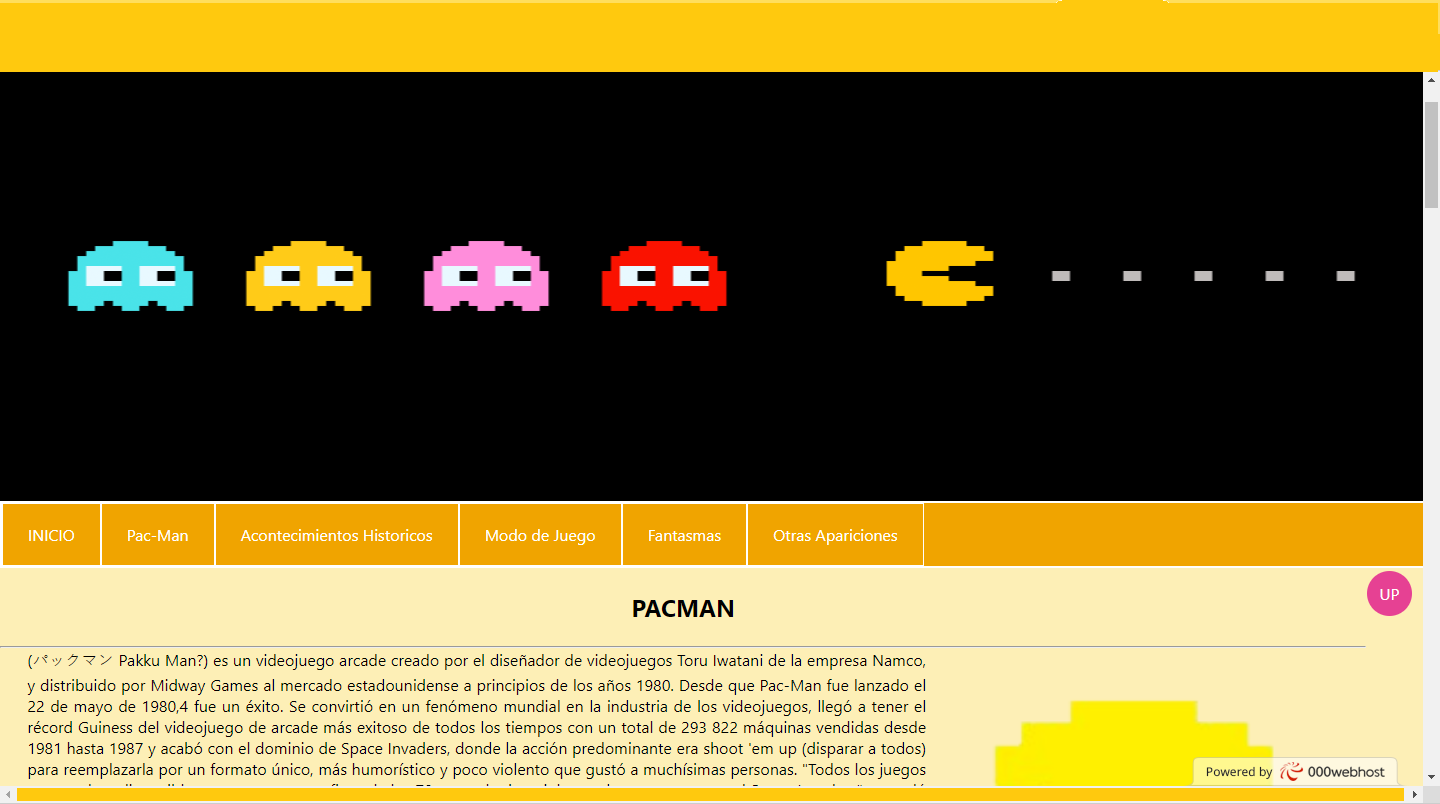 INICIO
Pac-Man
Acontecimientos Historicos
Modo de Juego
Fantasmas
Otras Apariciones
UP
PACMAN
(パックマン Pakku Man?) es un videojuego arcade creado por el diseñador de videojuegos Toru Iwatani de la empresa Namco,
y distribuido por Midway Games al mercado estadounidense a principios de los años 1980. Desde que Pac-Man fue lanzado el
22 de mayo de 1980,4 fue un éxito. Se convirtió en un fenómeno mundial en la industria de los videojuegos, llegó a tener el
récord Guiness del videojuego de arcade más exitoso de todos los tiempos con un total de 293 822 máquinas vendidas desde
1981 hasta 1987 y acabó con el dominio de Space Invaders, donde la acción predominante era shoot 'em up (disparar a todos)
para reemplazarla por un formato único, más humorístico y poco violento que gustó a muchísimas personas. "Todos los juegos
Powered by 000webhost